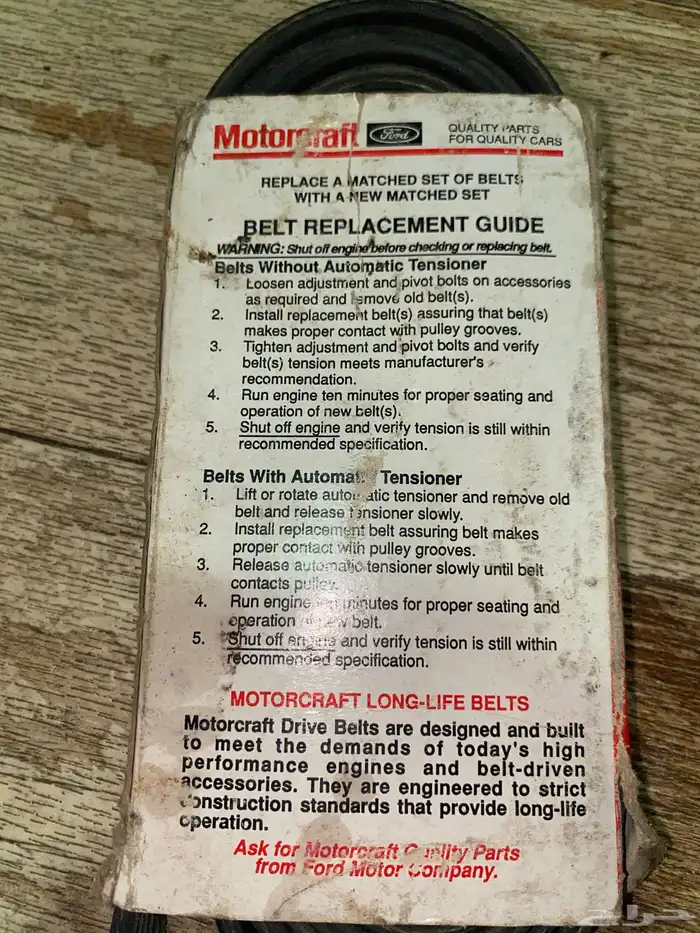 Motorcraft Ford QUALITY PARTS
FOR QUALITY CARS
REPLACE A MATCHED SET OF BELTS
WITH A NEW MATCHED SET
BELT REPLACEMENT GUIDE
WARNING: Shut off engine before checking or replacing belt.
Belts Without Automatic Tensioner
1. Loosen adjustment and pivot bolts on accessories
as required and remove old belt(s).
2. Install replacement belt(s) assuring that belt(s)
makes proper contact with pulley grooves.
3. Tighten adjustment and pivot bolts and verify
belt(s) tension meets manufacturer's
recommendation.
4. Run engine ten minutes for proper seating and
operation of new belt(s).
5. Shut off engine and verify tension is still within
recommended specification.
Belts With Automatic Tensioner
1. Lift or rotate automatic tensioner and remove old
belt and release tensioner slowly.
2. Install replacement belt assuring belt makes
proper contact with pulley grooves.
3. Release automatic tensioner slowly until belt
contacts pulley.
4. Run engine ten minutes for proper seating and
operation of new belt.
5. Shut off engine and verify tension is still within
recommended specification.
MOTORCRAFT LONG-LIFE BELTS
Motorcraft Drive Belts are designed and built
to meet the demands of today's high
performance engines and belt-driven
accessories. They are engineered to strict
construction standards that provide long-life
operation.
Ask for Motorcraft Quality Parts
from Ford Motor Company.
حراج